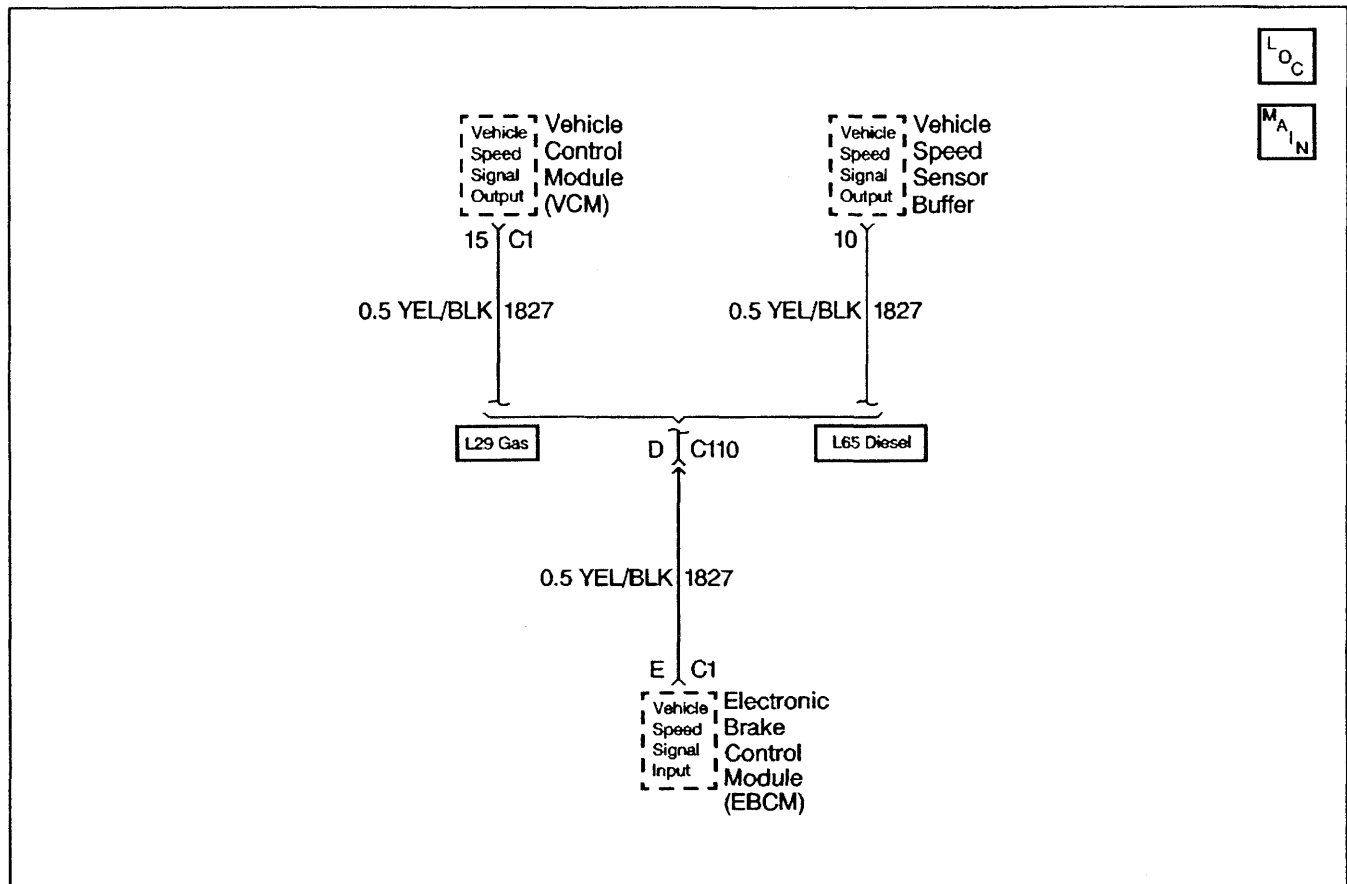 LOC
MAIN
Vehicle
Speed
Signal
Output
Vehicle
Control
Module
(VCM)
Vehicle
Speed
Signal
Output
Vehicle
Speed
Sensor
Buffer
15 C1
10
0.5 YEL/BLK 1827
0.5 YEL/BLK 1827
L29 Gas
D C110
L65 Diesel
0.5 YEL/BLK 1827
E C1
Vehicle
Speed
Signal
Input
Electronic
Brake
Control
Module
(EBCM)